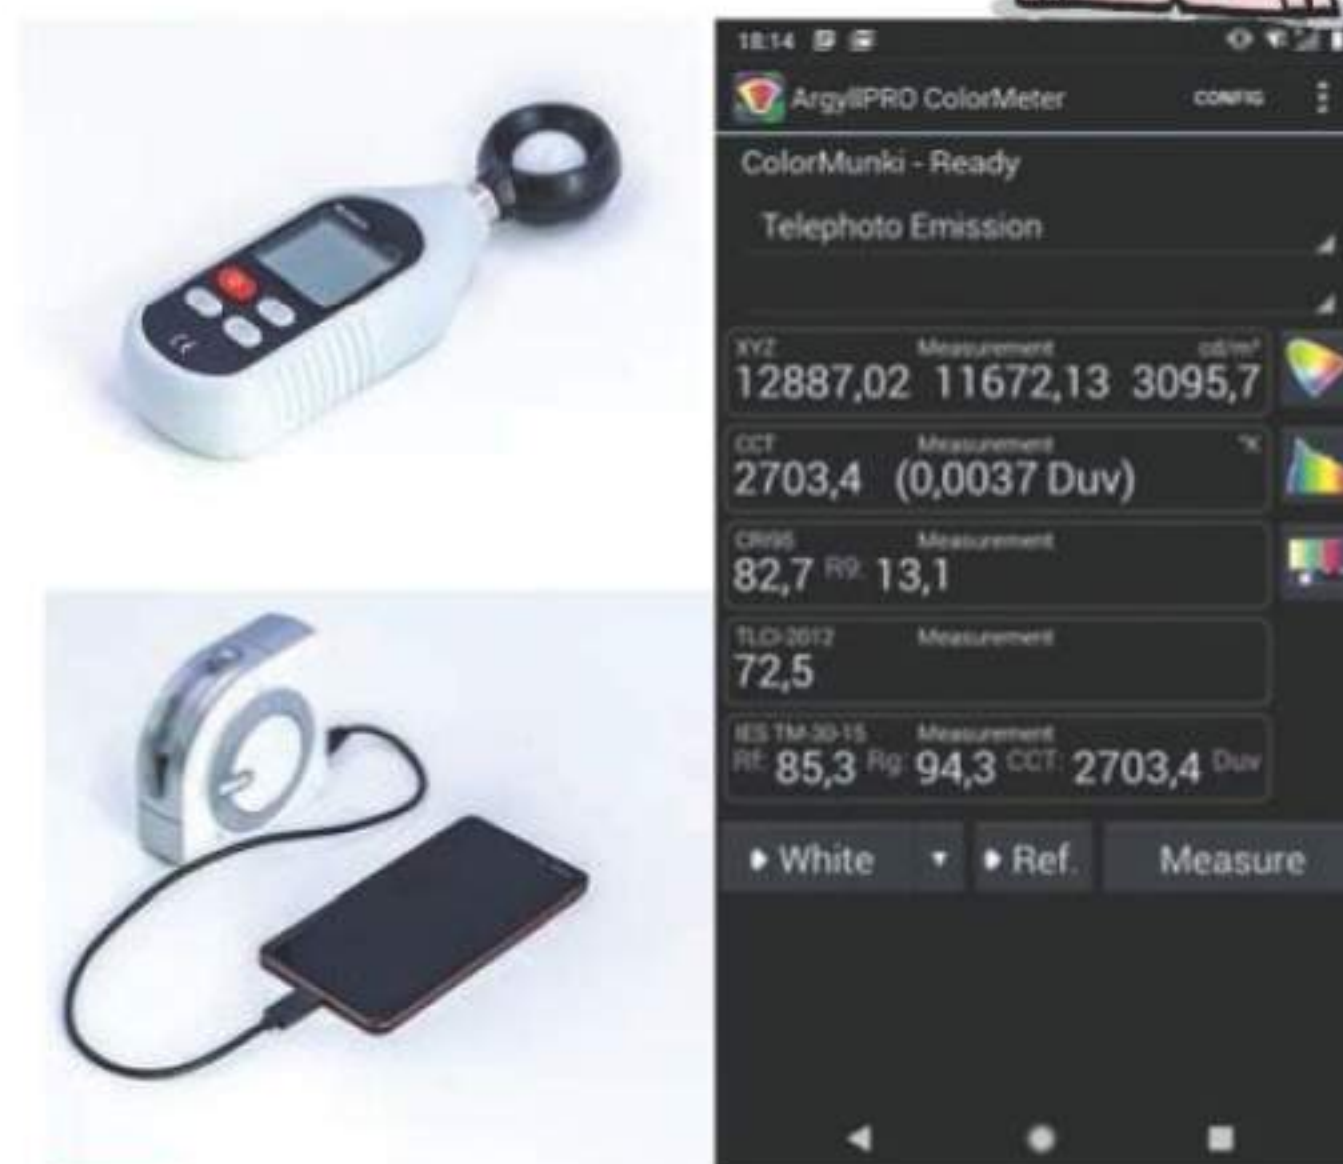 CE
18:14
ArgyllPRO ColorMeter CONFIG
ColorMunki - Ready
Telephoto Emission
XYZ Measurement cd/m²
12887,02 11672,13 3095,7
CCT Measurement °K
2703,4 (0,0037 Duv)
CRI95 Measurement
82,7 R9: 13,1
TLCI-2012 Measurement
72,5
IES TM-30-15 Measurement
Rf: 85,3 Rg: 94,3 CCT: 2703,4 Duv
White Ref. Measure